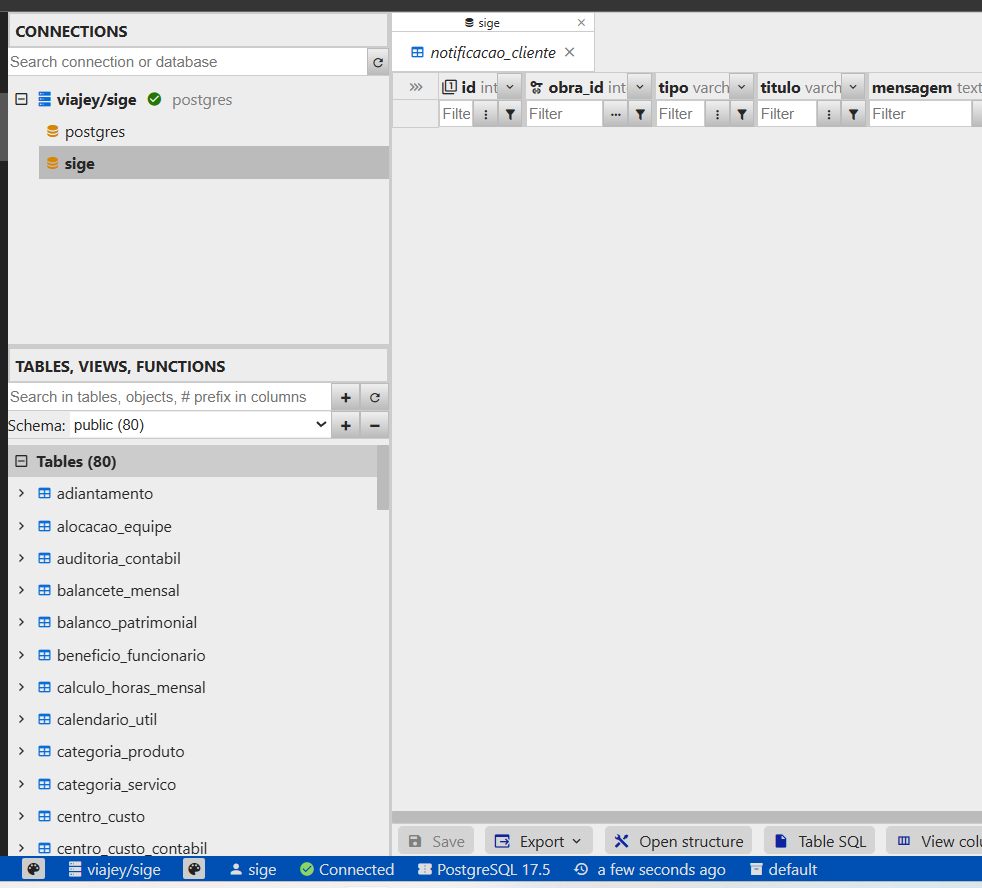 CONNECTIONS
Search connection or database
viajey/sige postgres
postgres
sige
TABLES, VIEWS, FUNCTIONS
Search in tables, objects, # prefix in columns
Schema: public (80)
Tables (80)
adiantamento
alocacao_equipe
auditoria_contabil
balancete_mensal
balanco_patrimonial
beneficio_funcionario
calculo_horas_mensal
calendario_util
categoria_produto
categoria_servico
centro_custo
centro_custo_contabil
sige
notificacao_cliente
id int obra_id int tipo varch titulo varch mensagem text
Filte Filter Filter Filter Filter
Save Export Open structure Table SQL View colu
viajey/sige sige Connected PostgreSQL 17.5 a few seconds ago default